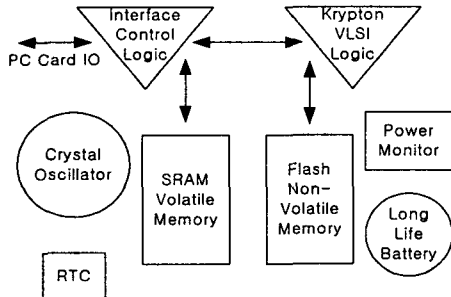 Interface
Control
Logic
Krypton
VLSI
Logic
PC Card IO
Crystal
Oscillator
SRAM
Volatile
Memory
Flash
Non-
Volatile
Memory
Power
Monitor
Long
Life
Battery
RTC